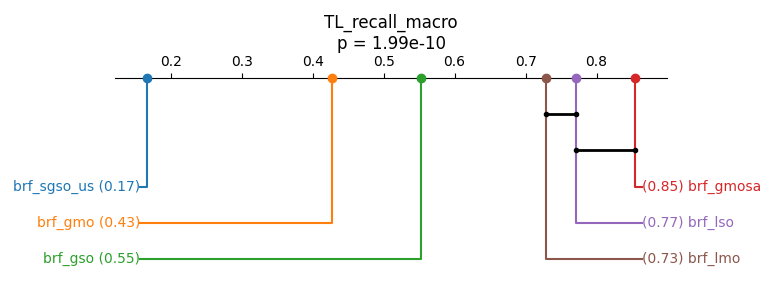 TL_recall_macro
p = 1.99e-10
0.2 0.3 0.4 0.5 0.6 0.7 0.8
brf_sgso_us (0.17) (0.85) brf_gmosa
brf_gmo (0.43) (0.77) brf_lso
brf_gso (0.55) (0.73) brf_lmo